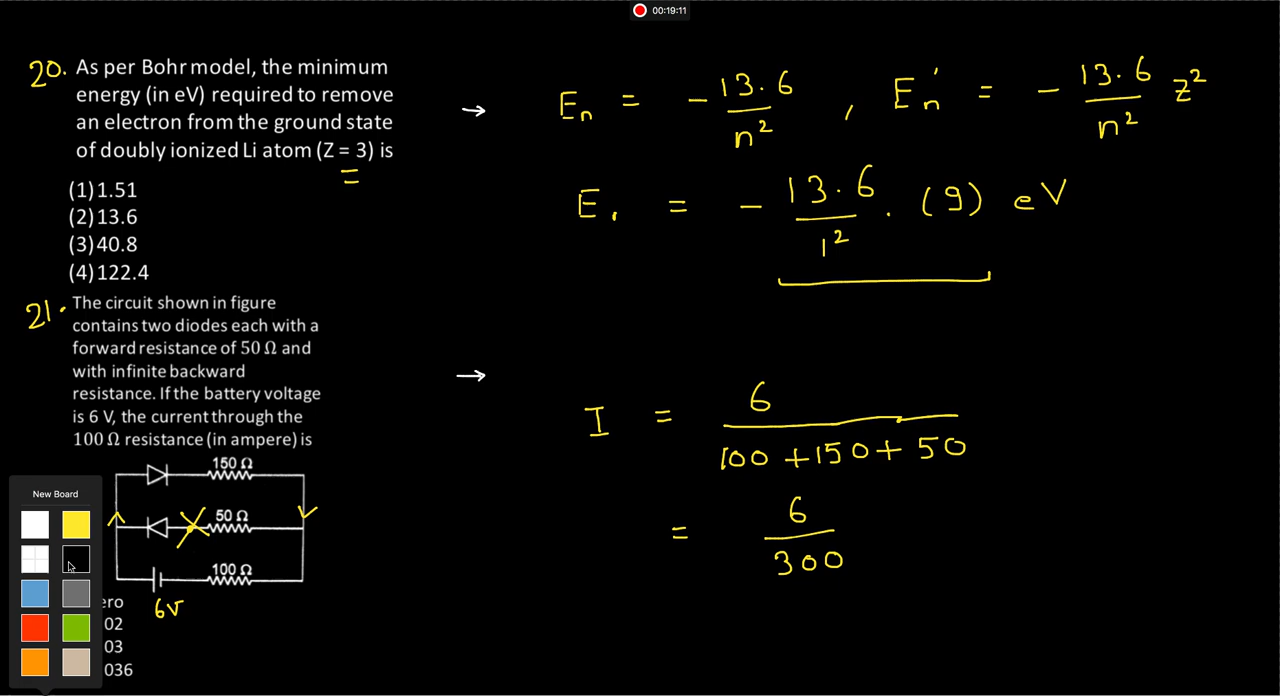 00:19:11
20. As per Bohr model, the minimum
energy (in eV) required to remove
an electron from the ground state
of doubly ionized Li atom (Z = 3) is
(1) 1.51
(2) 13.6
(3) 40.8
(4) 122.4
→ Eₙ = - 13.6 / n² , Eₙ' = - 13.6 / n² z²
E₁ = - 13.6 / 1² . (9) eV
21. The circuit shown in figure
contains two diodes each with a
forward resistance of 50 Ω and
with infinite backward
resistance. If the battery voltage
is 6 V, the current through the
100 Ω resistance (in ampere) is
150 Ω
50 Ω
100 Ω
6V
ero
02
03
036
→ I = 6 / 100 + 150 + 50
= 6 / 300
New Board